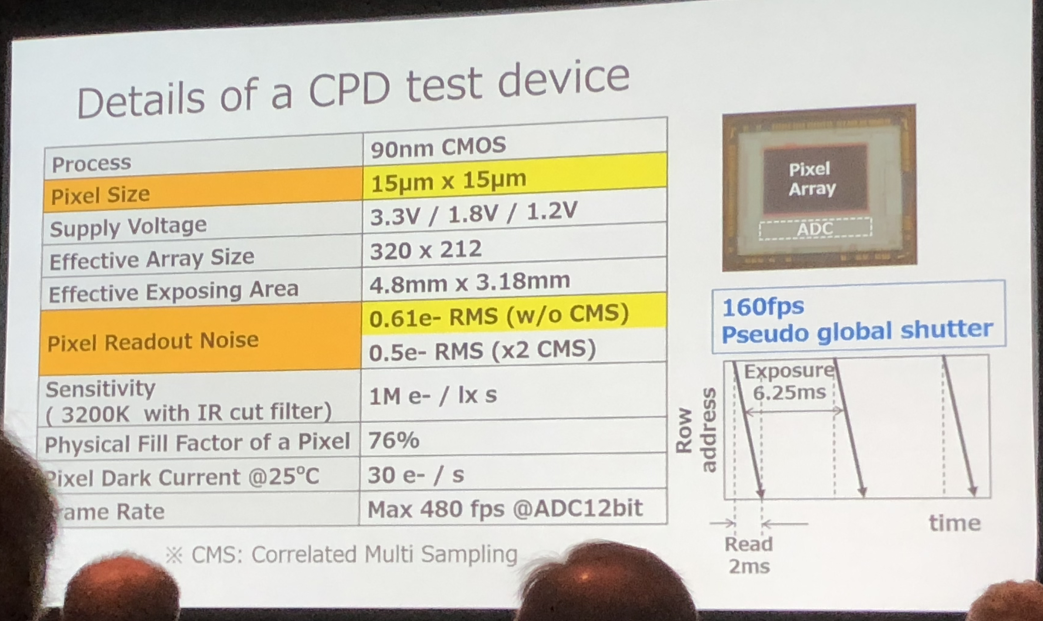 Details of a CPD test device
Process 90nm CMOS
Pixel Size 15μm x 15μm
Supply Voltage 3.3V / 1.8V / 1.2V
Effective Array Size 320 x 212
Effective Exposing Area 4.8mm x 3.18mm
Pixel Readout Noise 0.61e- RMS (w/o CMS)
0.5e- RMS (x2 CMS)
Sensitivity
( 3200K with IR cut filter) 1M e- / lx s
Physical Fill Factor of a Pixel 76%
Pixel Dark Current @25°C 30 e- / s
rame Rate Max 480 fps @ADC12bit
※ CMS: Correlated Multi Sampling
Pixel
Array
ADC
160fps
Pseudo global shutter
Exposure
6.25ms
Row
address
time
Read
2ms